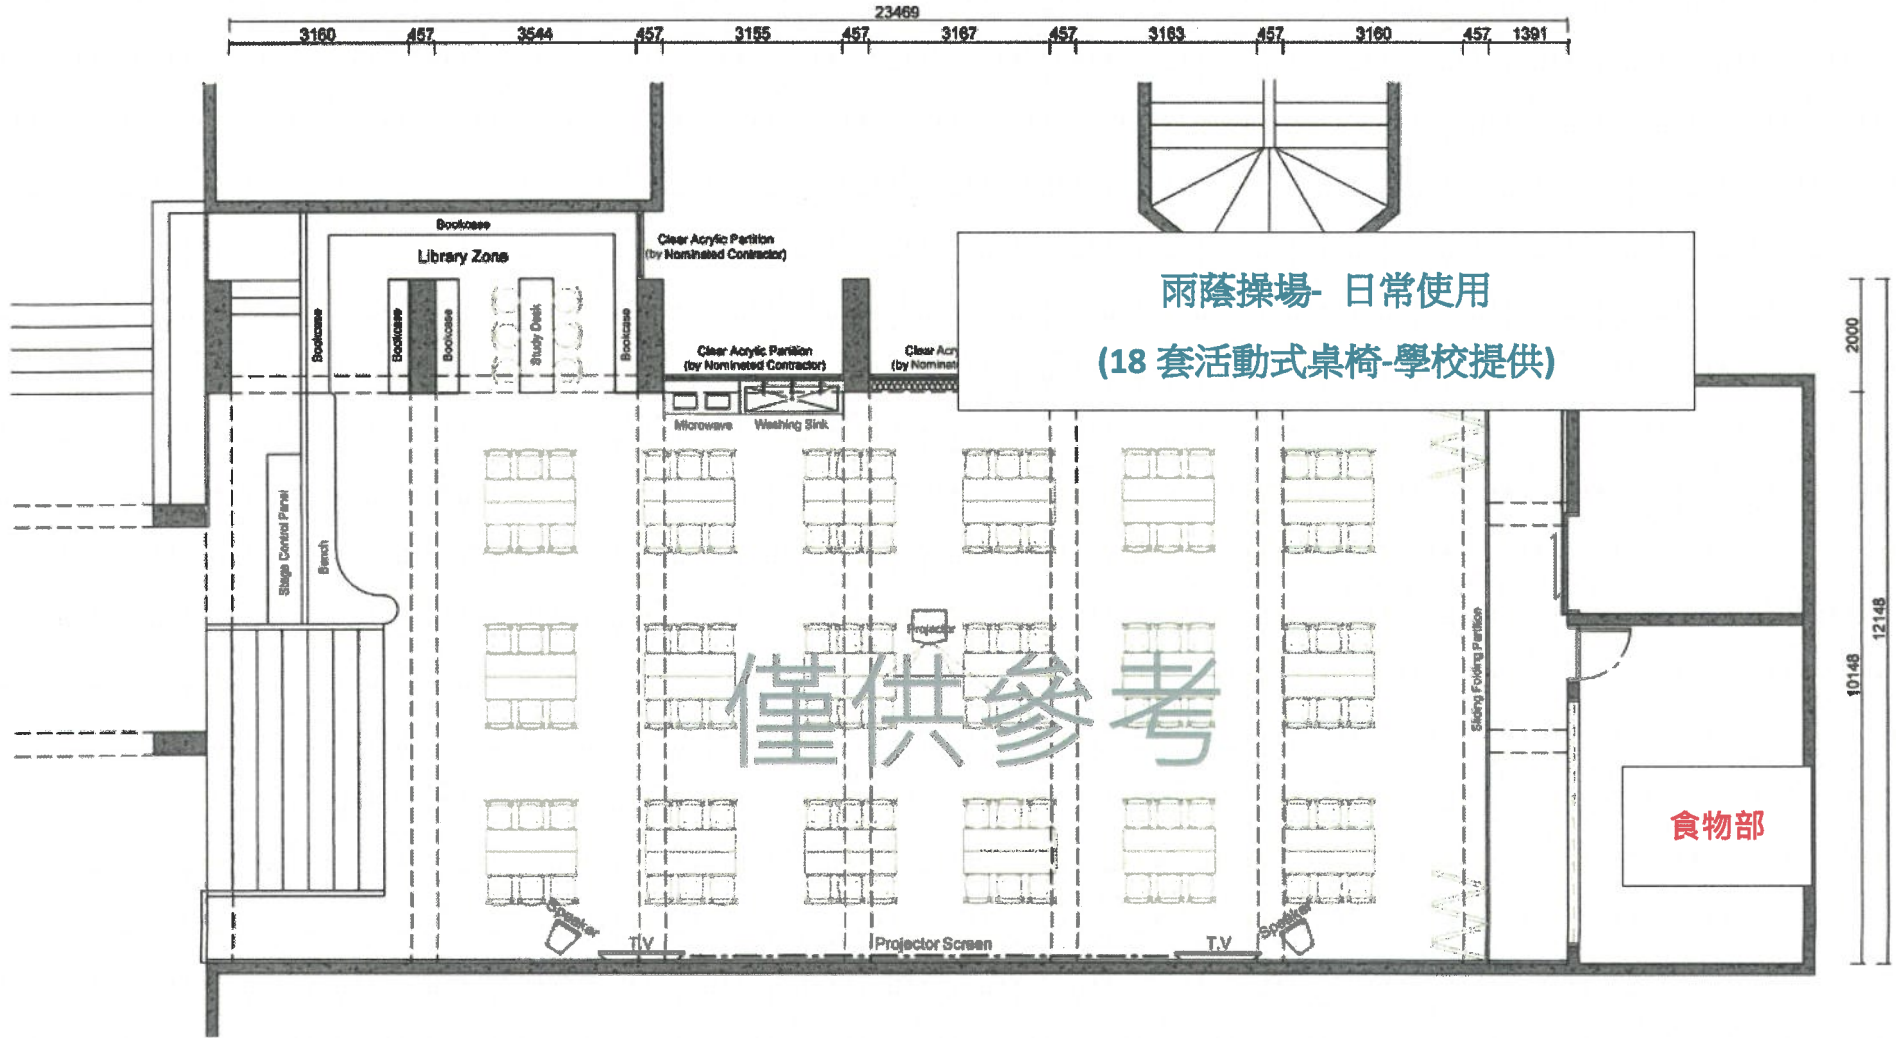 23469
3160 457 3544 457 3155 457 3167 457 3163 457 3160 457 1391
Bookcase
Library Zone
Clear Acrylic Partition
(by Nominated Contractor)
雨蔭操場- 日常使用
(18 套活動式桌椅-學校提供)
Bookcase
Bookcase
Bookcase
Study Desk
Bookcase
Clear Acrylic Partition
(by Nominated Contractor)
Clear Acry
(by Nominate
2000
Microwave
Washing Sink
Stage Control Panel
Bench
Projector
僅供參考
Sliding Folding Partition
10148
12148
食物部
Speaker
T.V
Projector Screen
T.V
Speaker